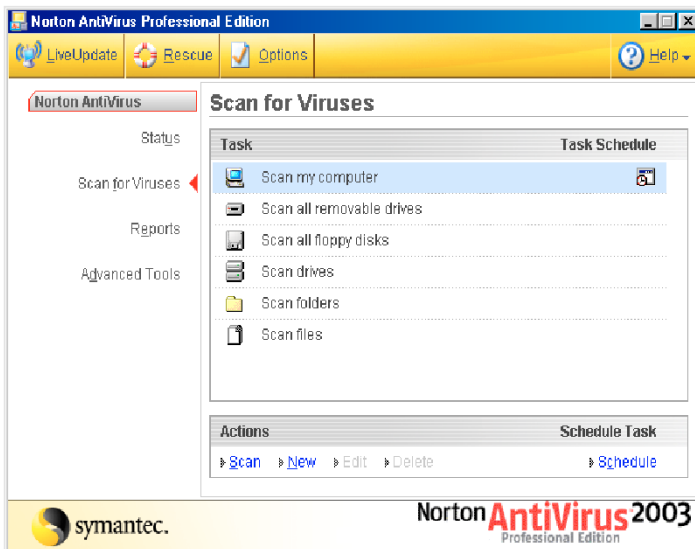 Norton AntiVirus Professional Edition
LiveUpdate Rescue Options Help
Norton AntiVirus
Status
Scan for Viruses
Reports
Advanced Tools
Scan for Viruses
Task Task Schedule
Scan my computer
Scan all removable drives
Scan all floppy disks
Scan drives
Scan folders
Scan files
Actions Schedule Task
Scan New Edit Delete Schedule
symantec.
Norton AntiVirus 2003
Professional Edition